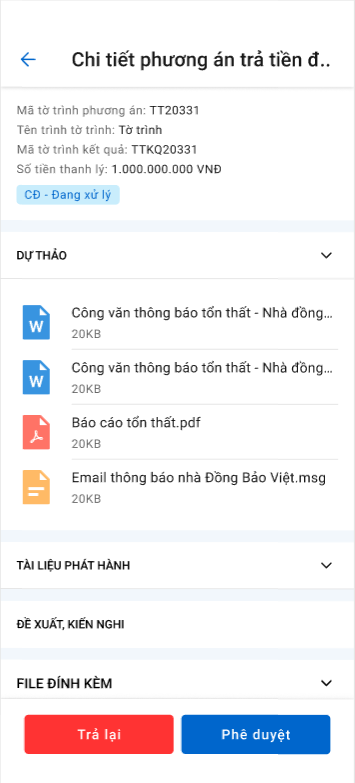 Chi tiết phương án trả tiền đ..
Mã tờ trình phương án: TT20331
Tên trình tờ trình: Tờ trình
Mã tờ trình kết quả: TTKQ20331
Số tiền thanh lý: 1.000.000.000 VNĐ
CĐ - Đang xử lý
DỰ THẢO
W
Công văn thông báo tổn thất - Nhà đồng...
20KB
W
Công văn thông báo tổn thất - Nhà đồng...
20KB
Báo cáo tổn thất.pdf
20KB
Email thông báo nhà Đồng Bảo Việt.msg
20KB
TÀI LIỆU PHÁT HÀNH
ĐỀ XUẤT, KIẾN NGHI
FILE ĐÍNH KÈM
Trả lại
Phê duyệt